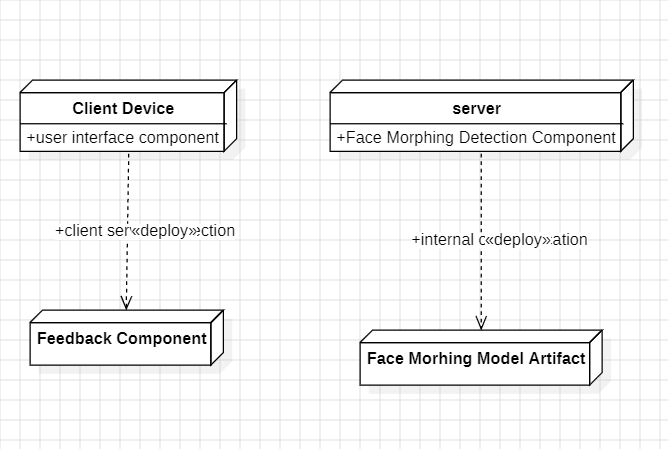 Client Device
+user interface component
server
+Face Morphing Detection Component
+client ser«deploy»ction
+internal c«deploy»ation
Feedback Component
Face Morhing Model Artifact